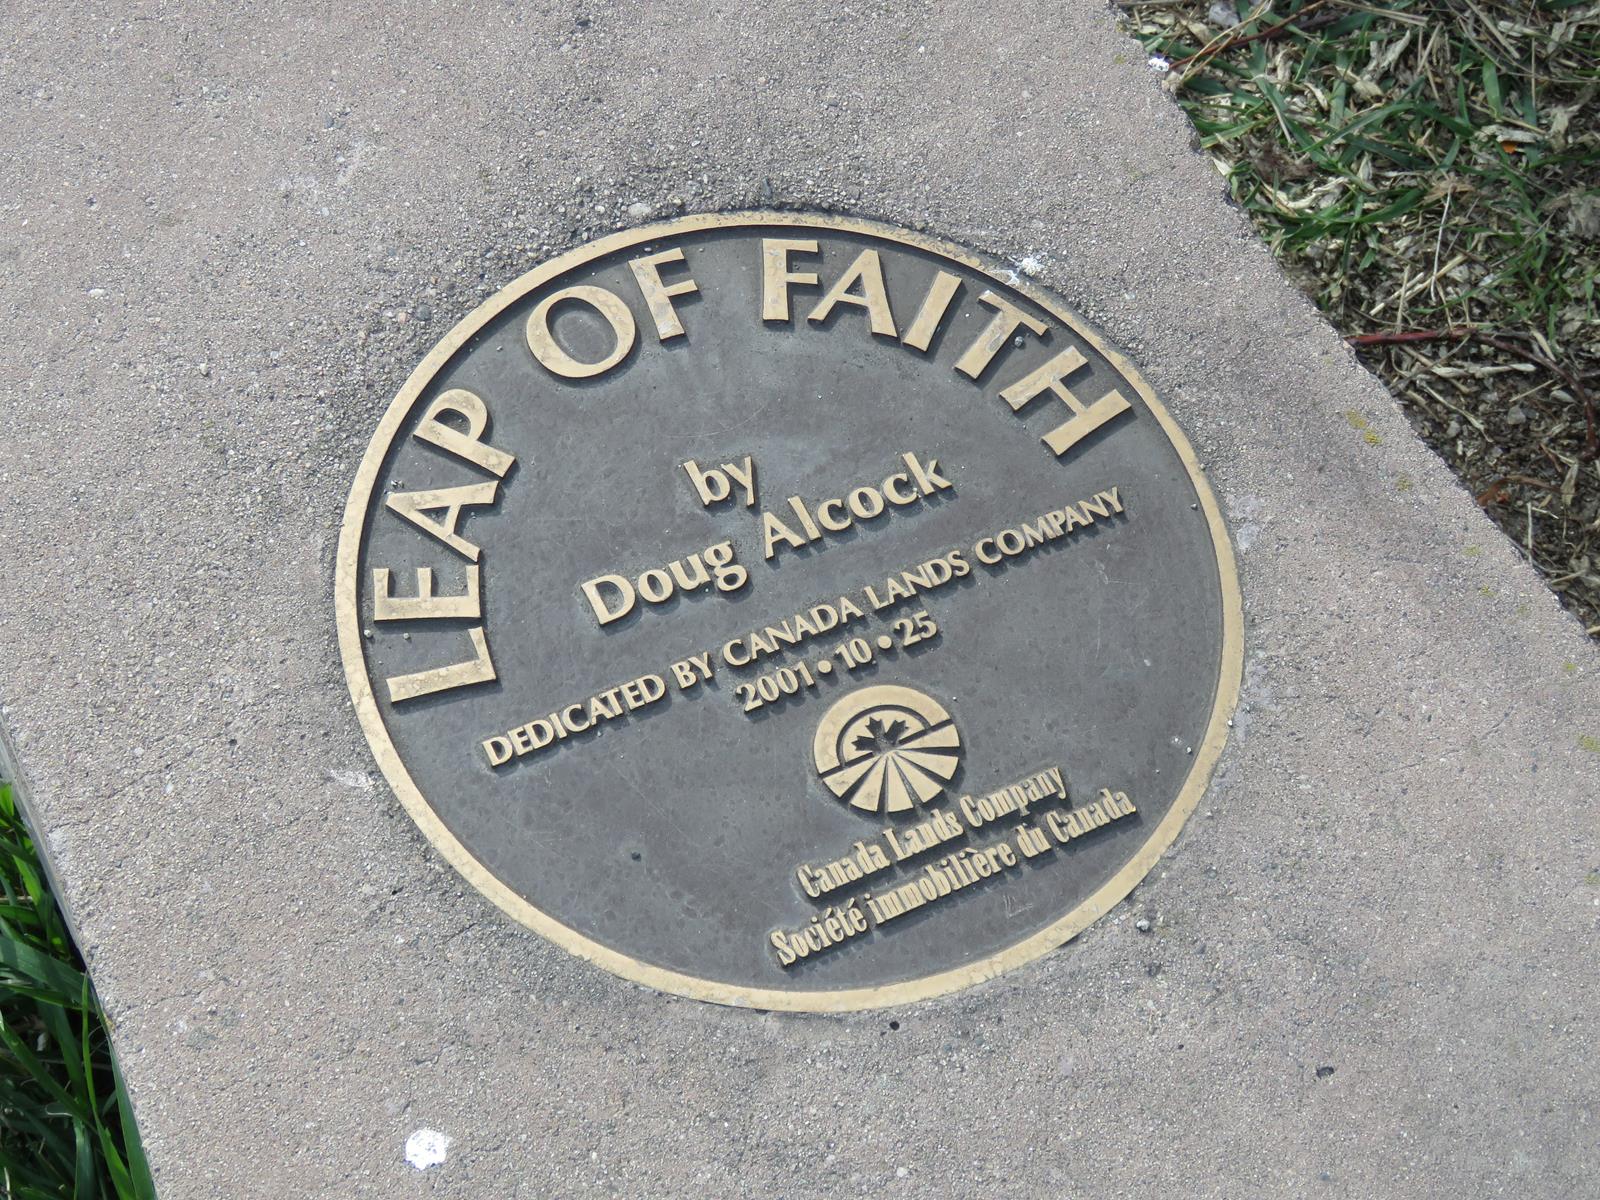 LEAP OF FAITH
by
Doug Alcock
DEDICATED BY CANADA LANDS COMPANY
2001•10•25
Canada Lands Company
Société immobilière du Canada